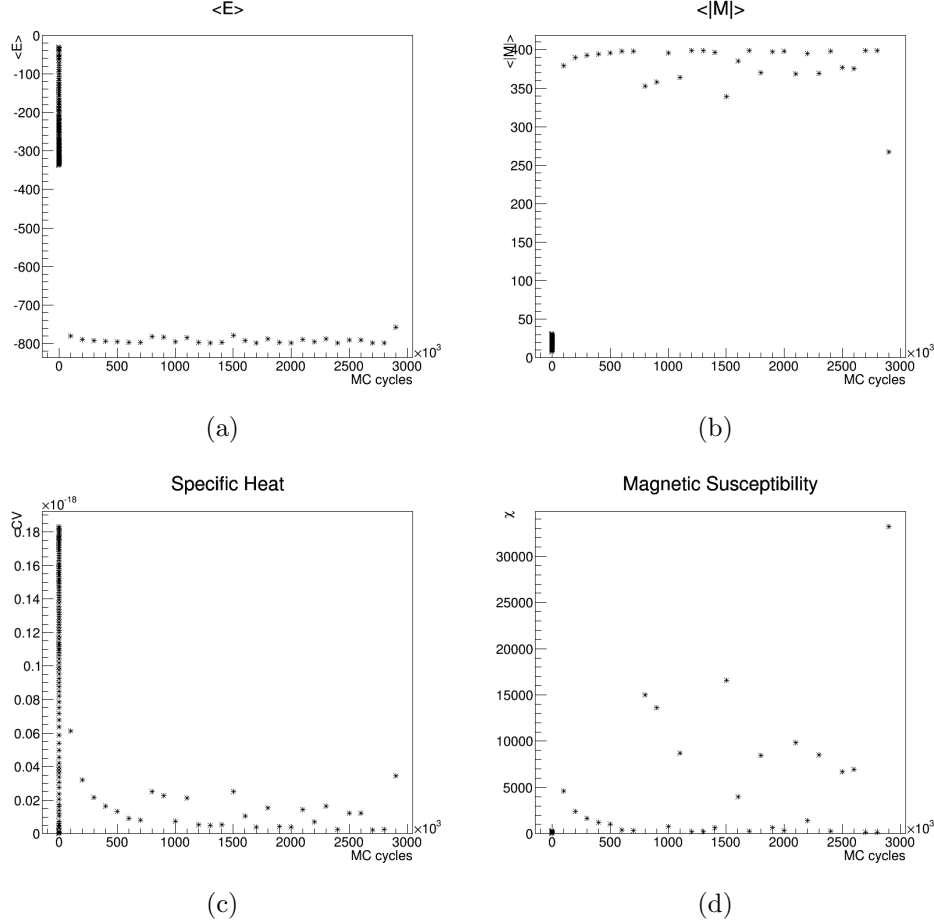 <E>
<E>
0
-100
-200
-300
-400
-500
-600
-700
-800
0 500 1000 1500 2000 2500 3000
×10³
MC cycles
(a)
<|M|>
<|M|>
400
350
300
250
200
150
100
50
0
0 500 1000 1500 2000 2500 3000
×10³
MC cycles
(b)
Specific Heat
×10⁻¹⁸
CV
0.18
0.16
0.14
0.12
0.1
0.08
0.06
0.04
0.02
0
0 500 1000 1500 2000 2500 3000
×10³
MC cycles
(c)
Magnetic Susceptibility
χ
30000
25000
20000
15000
10000
5000
0
0 500 1000 1500 2000 2500 3000
×10³
MC cycles
(d)